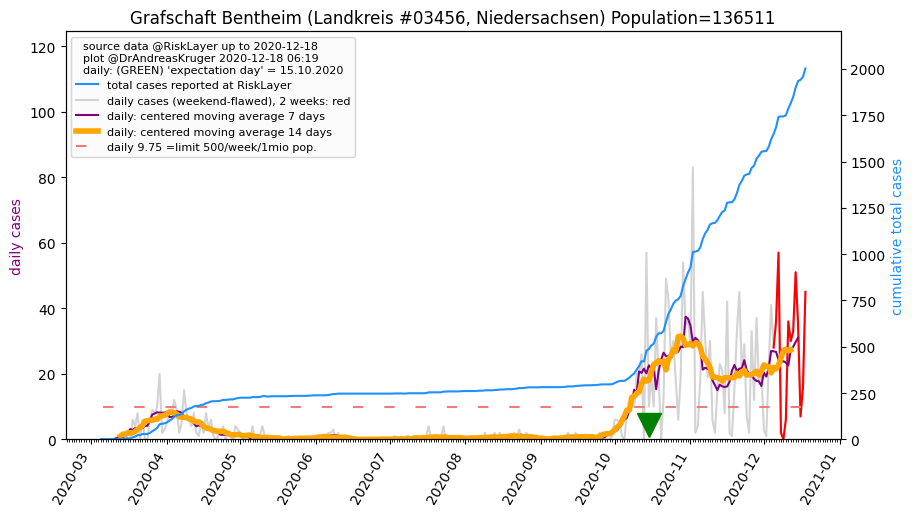 Grafschaft Bentheim (Landkreis #03456, Niedersachsen) Population=136511
source data @RiskLayer up to 2020-12-18
plot @DrAndreasKruger 2020-12-18 06:19
daily: (GREEN) 'expectation day' = 15.10.2020
total cases reported at RiskLayer
daily cases (weekend-flawed), 2 weeks: red
daily: centered moving average 7 days
daily: centered moving average 14 days
daily 9.75 =limit 500/week/1mio pop.
daily cases
120
100
80
60
40
20
0
cumulative total cases
2000
1750
1500
1250
1000
750
500
250
0
2020-03
2020-04
2020-05
2020-06
2020-07
2020-08
2020-09
2020-10
2020-11
2020-12
2021-01